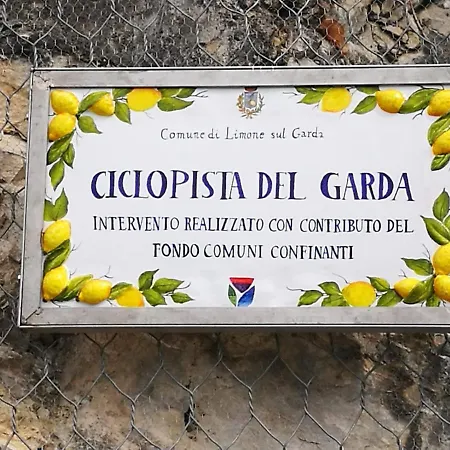 Comune di Limone sul Garda
CICLOPISTA DEL GARDA
INTERVENTO REALIZZATO CON CONTRIBUTO DEL
FONDO COMUNI CONFINANTI